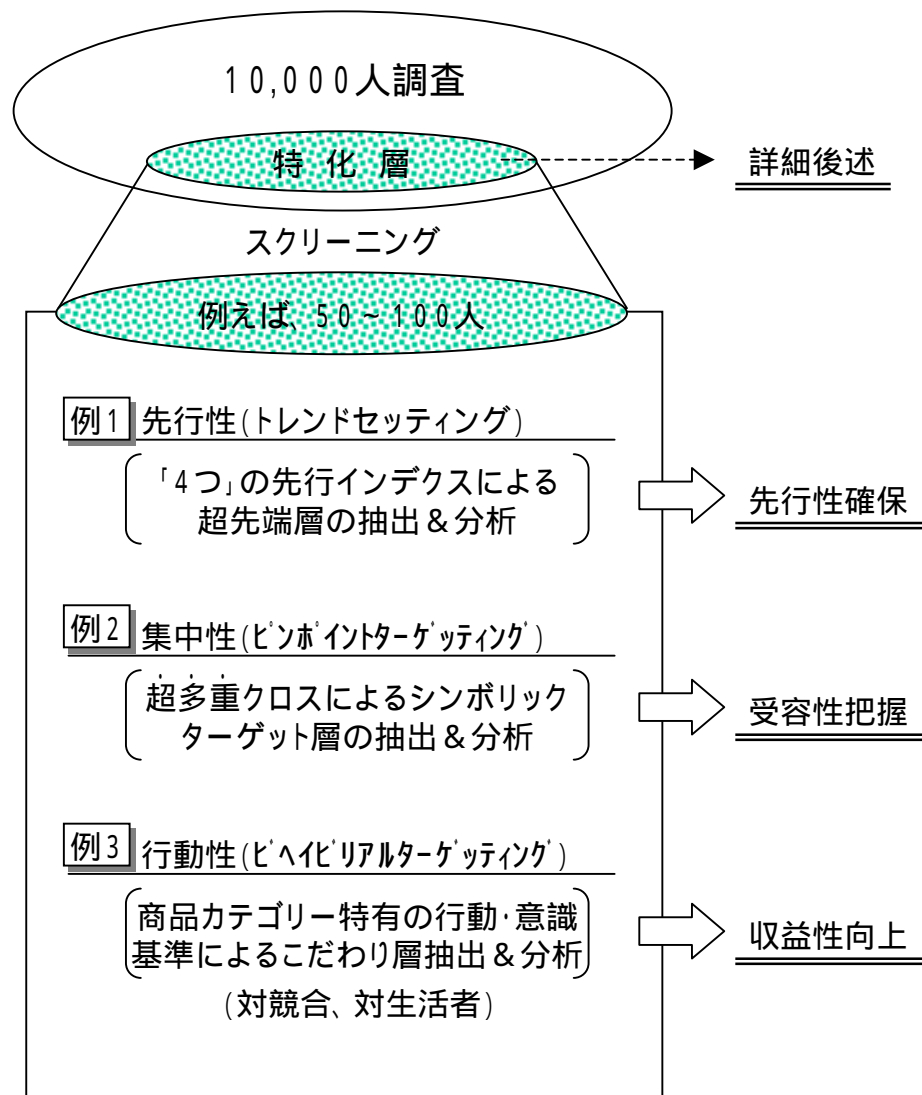 10,000人調査
特化層
詳細後述
スクリーニング
例えば、50~100人
例1 先行性(トレンドセッティング)
「4つ」の先行インデクスによる
超先端層の抽出&分析
先行性確保
例2 集中性(ピンポイントターゲッティング)
超多重クロスによるシンボリック
ターゲット層の抽出&分析
受容性把握
例3 行動性(ビヘイビリアルターゲッティング)
商品カテゴリー特有の行動・意識
基準によるこだわり層抽出&分析
(対競合、対生活者)
収益性向上